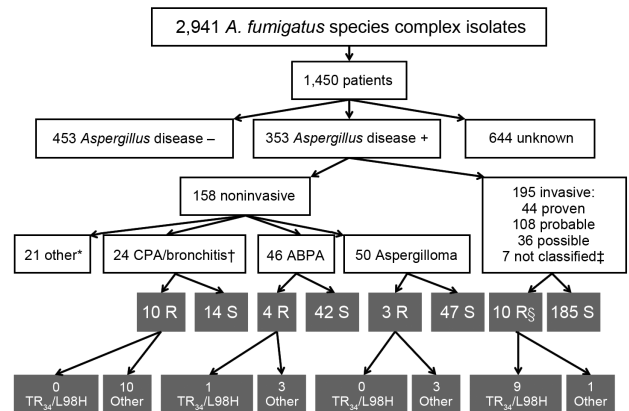 2,941 A. fumigatus species complex isolates
1,450 patients
453 Aspergillus disease –
353 Aspergillus disease +
644 unknown
158 noninvasive
195 invasive:
44 proven
108 probable
36 possible
7 not classified‡
21 other*
24 CPA/bronchitis†
46 ABPA
50 Aspergilloma
10 R
14 S
4 R
42 S
3 R
47 S
10 R§
185 S
0
TR34/L98H
10
Other
1
TR34/L98H
3
Other
0
TR34/L98H
3
Other
9
TR34/L98H
1
Other